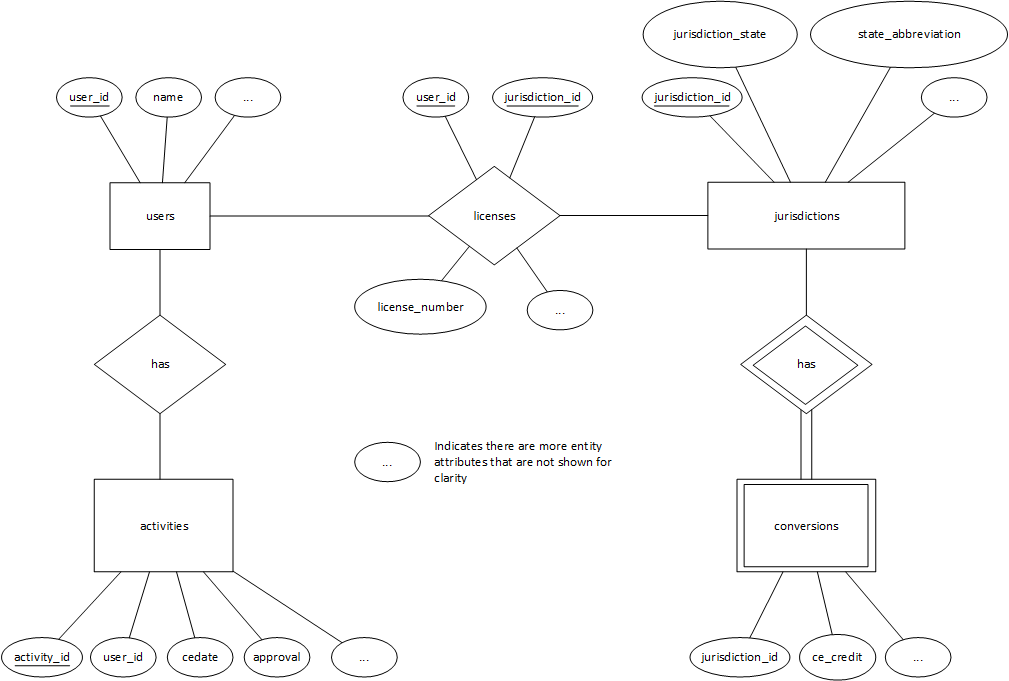 jurisdiction_state
state_abbreviation
user_id
name
...
user_id
jurisdiction_id
jurisdiction_id
...
users
licenses
jurisdictions
license_number
...
has
has
Indicates there are more entity
attributes that are not shown for
clarity
...
activities
conversions
activity_id
user_id
cedate
approval
...
jurisdiction_id
ce_credit
...